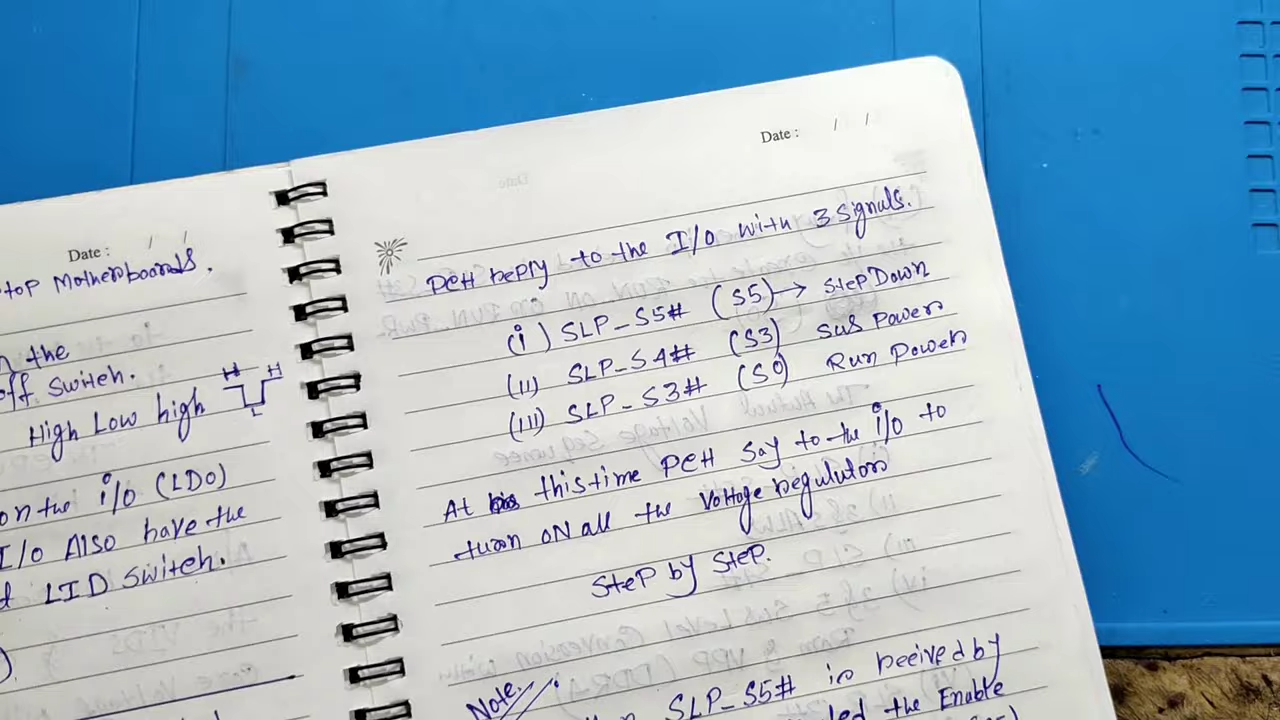 Date : / /
top Motherboards.
n the
off switch.
High Low high
H H
L
on the i/o (LDO)
I/o Also have the
LID Switch.
Date : / /
PCH reply to the I/o with 3 signals.
(i) SLP_S5# (S5) → Step Down
(ii) SLP_S4# (S3) SUS Power
(iii) SLP_S3# (S0) Run Power
At this time PCH Say to the i/o to
turn ON all the Voltage regulators
Step by Step.
Note
SLP_S5# is
the Enable